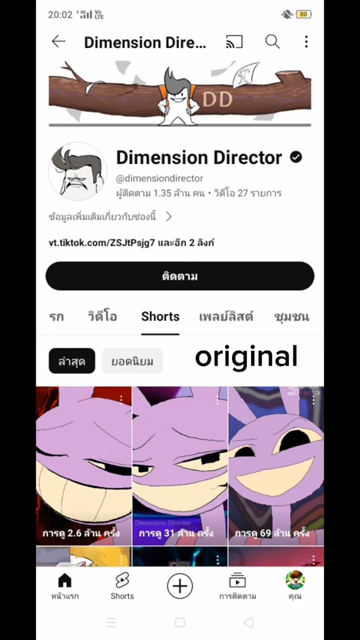 20:02
80
Dimension Dire...
DD
Dimension Director
@dimensiondirector
ผู้ติดตาม 1.35 ล้าน คน • วิดีโอ 27 รายการ
ข้อมูลเพิ่มเติมเกี่ยวกับช่องนี้
vt.tiktok.com/ZSJtPsjg7 และอีก 2 ลิงก์
ติดตาม
รก วิดีโอ Shorts เพลย์ลิสต์ ชุมชน
ล่าสุด ยอดนิยม original
Dimension Director
การดู 2.6 ล้าน ครั้ง การดู 31 ล้าน ครั้ง การดู 69 ล้าน ครั้ง
หน้าแรก Shorts การติดตาม คุณ